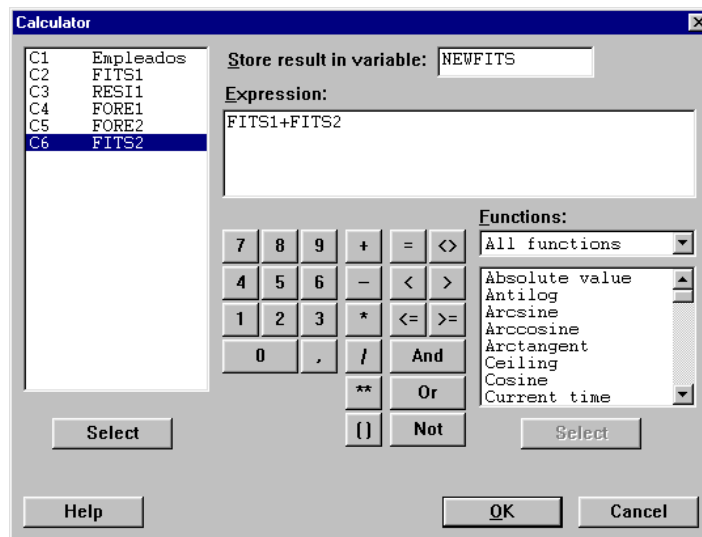 Calculator
C1 Empleados
C2 FITS1
C3 RESI1
C4 FORE1
C5 FORE2
C6 FITS2
Select
Store result in variable: NEWFITS
Expression:
FITS1+FITS2
7 8 9 + = <>
4 5 6 – < >
1 2 3 * <= >=
0 , / And
** Or
() Not
Functions:
All functions
Absolute value
Antilog
Arcsine
Arccosine
Arctangent
Ceiling
Cosine
Current time
Select
Help
OK
Cancel